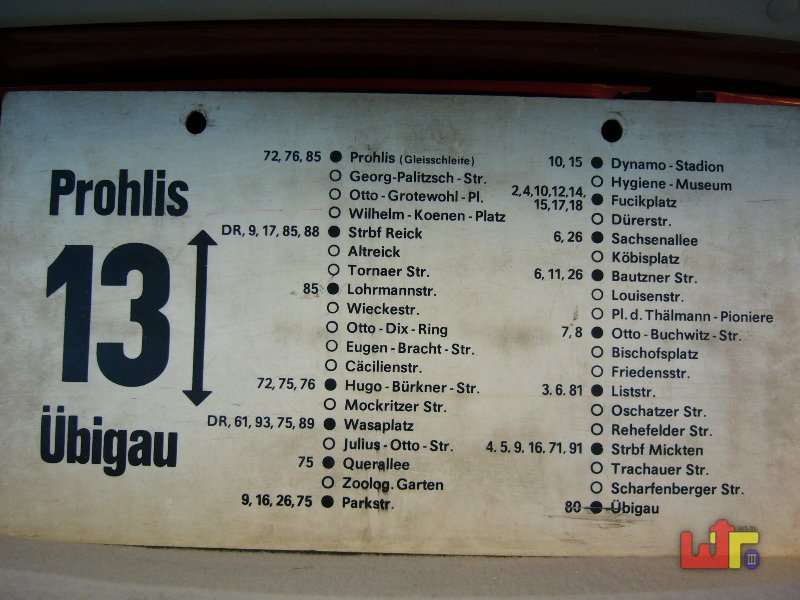 Prohlis
13
Übigau
72, 76, 85 Prohlis (Gleisschleife)
Georg-Palitzsch-Str.
Otto-Grotewohl-Pl.
Wilhelm-Koenen-Platz
DR, 9, 17, 85, 88 Strbf Reick
Altreick
Tornaer Str.
85 Lohrmannstr.
Wieckestr.
Otto-Dix-Ring
Eugen-Bracht-Str.
Cäcilienstr.
72, 75, 76 Hugo-Bürkner-Str.
Mockritzer Str.
DR, 61, 93, 75, 89 Wasaplatz
Julius-Otto-Str.
75 Querallee
Zoolog. Garten
9, 16, 26, 75 Parkstr.
10, 15 Dynamo-Stadion
Hygiene-Museum
2, 4, 10, 12, 14, 15, 17, 18 Fucikplatz
Dürerstr.
6, 26 Sachsenallee
Köbisplatz
6, 11, 26 Bautzner Str.
Louisenstr.
Pl. d. Thälmann-Pioniere
7, 8 Otto-Buchwitz-Str.
Bischofsplatz
Friedensstr.
3, 6, 81 Liststr.
Oschatzer Str.
Rehefelder Str.
4, 5, 9, 16, 71, 91 Strbf Mickten
Trachauer Str.
Scharfenberger Str.
80 Übigau